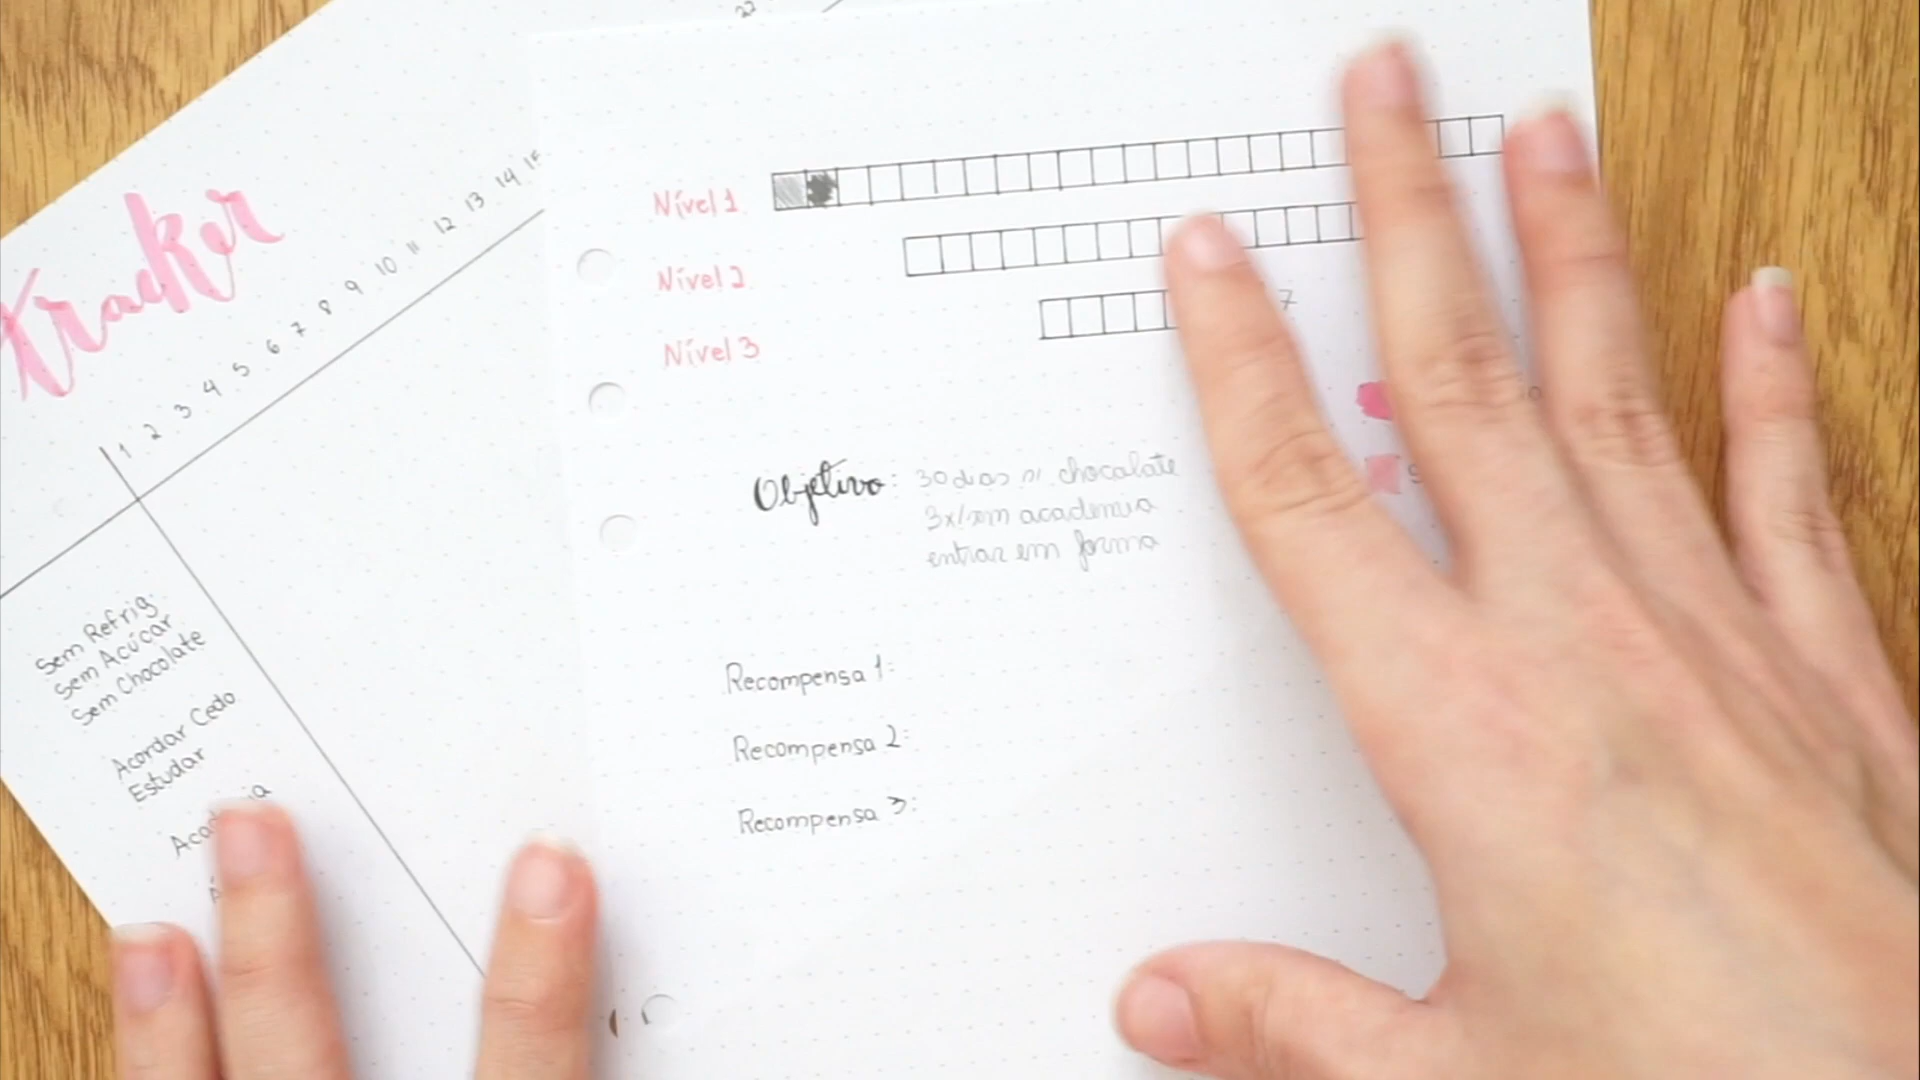 Tracker
22
1 2 3 4 5 6 7 8 9 10 11 12 13 14
Sem Refrig
Sem Açúcar
Sem Chocolate
Acordar Cedo
Estudar
Nível 1
Nível 2
Nível 3
7
Objetivo: 30 dias s/ chocolate
3x/sem academia
entrar em forma
Recompensa 1:
Recompensa 2:
Recompensa 3: